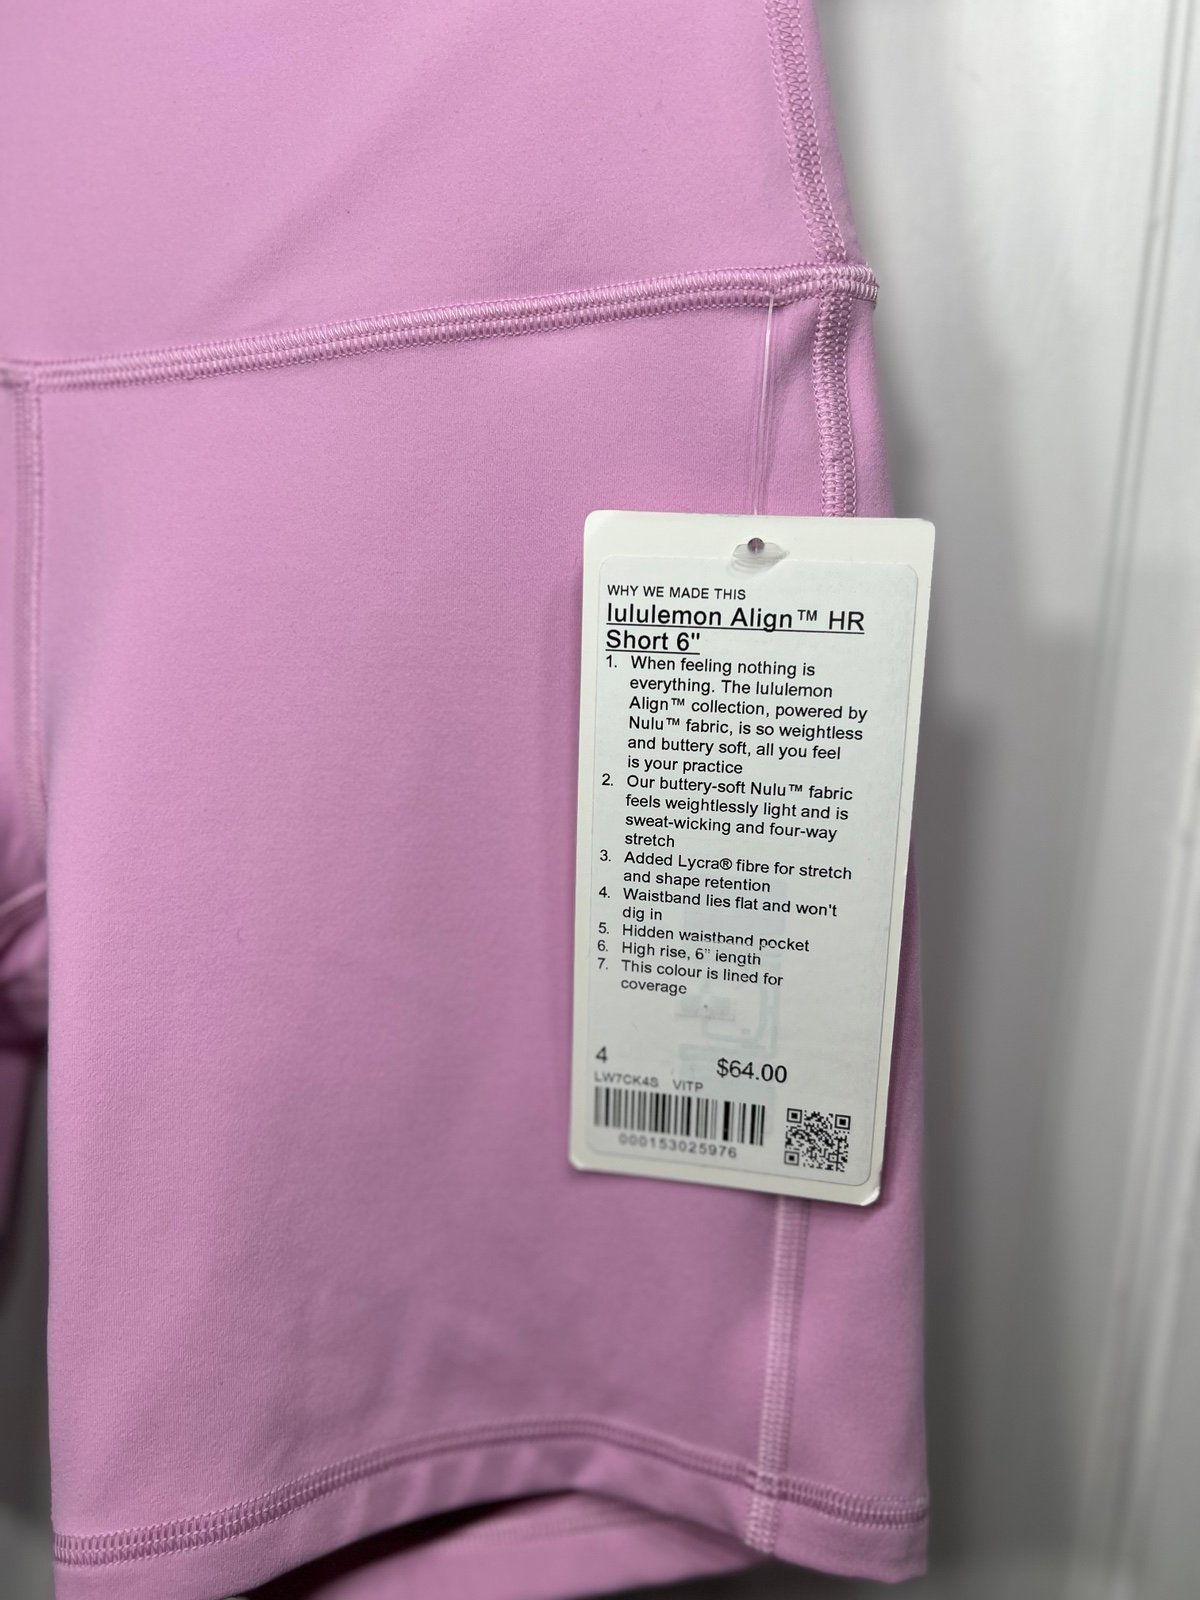 WHY WE MADE THIS
lululemon Align™ HR
Short 6"
1. When feeling nothing is
everything. The lululemon
Align™ collection, powered by
Nulu™ fabric, is so weightless
and buttery soft, all you feel
is your practice
2. Our buttery-soft Nulu™ fabric
feels weightlessly light and is
sweat-wicking and four-way
stretch
3. Added Lycra® fibre for stretch
and shape retention
4. Waistband lies flat and won't
dig in
5. Hidden waistband pocket
6. High rise, 6" length
7. This colour is lined for
coverage
4 $64.00
LW7CK4S VITP
000153025976